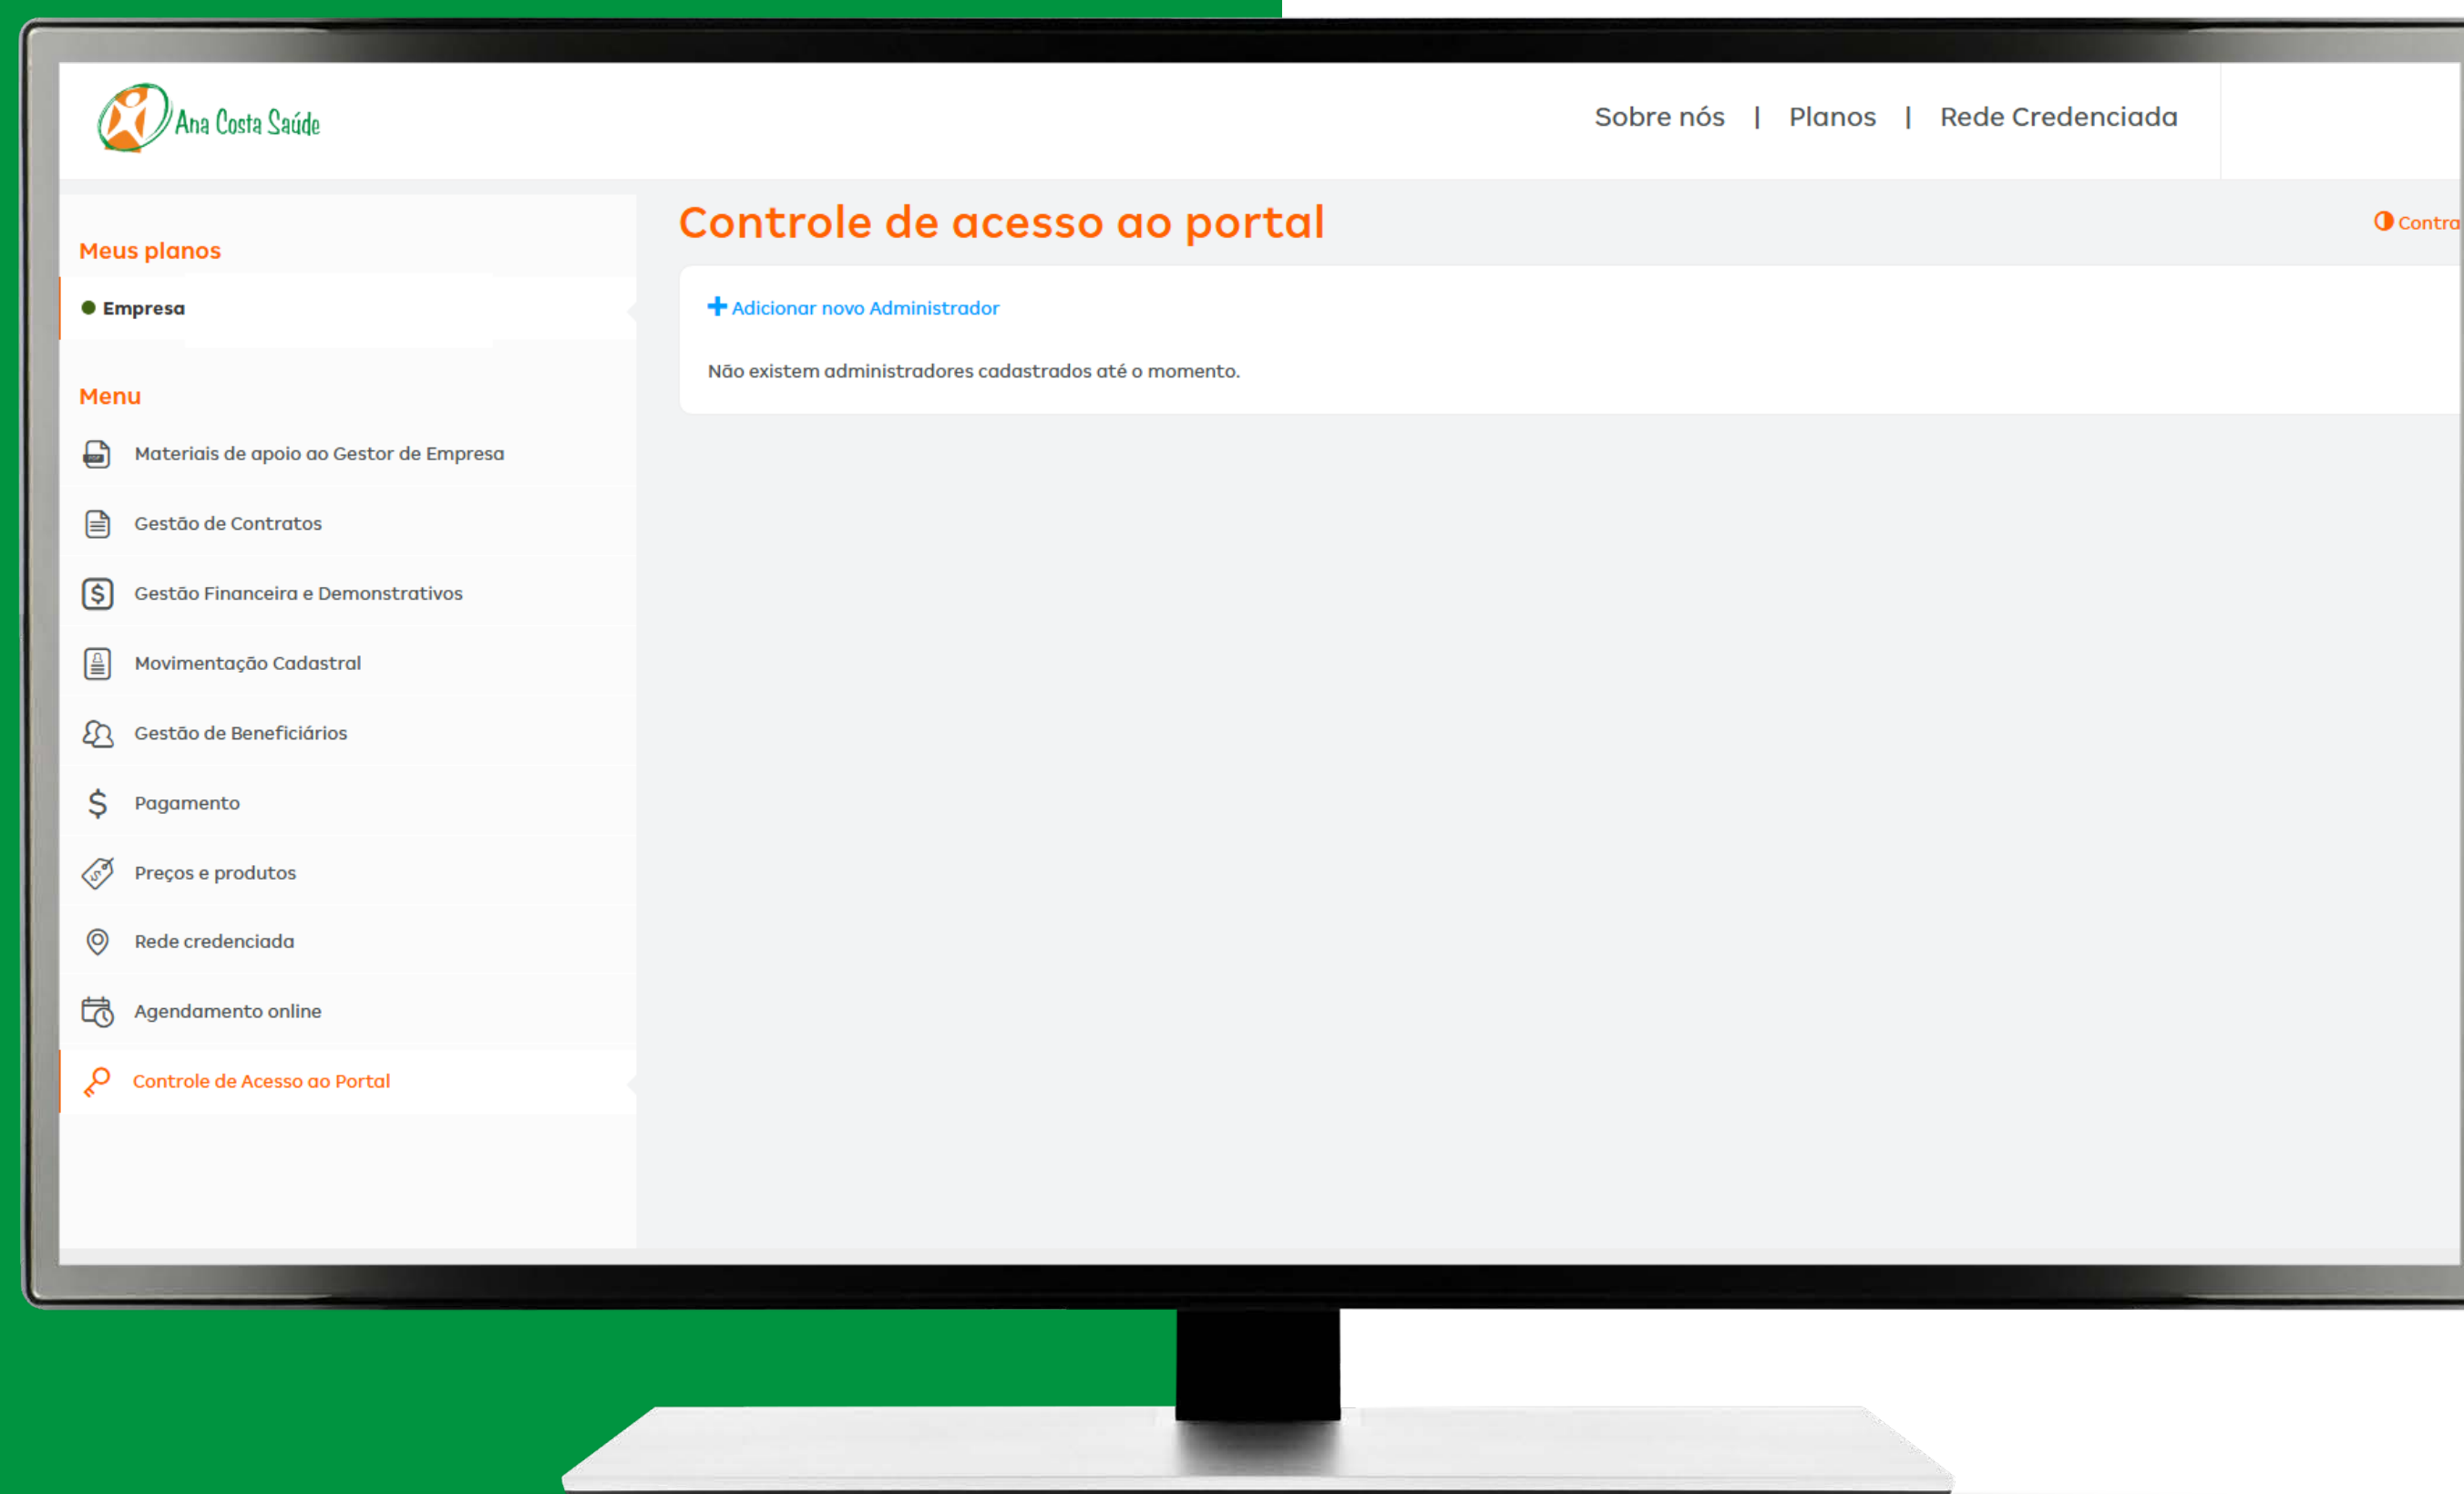 Ana Costa Saúde
Sobre nós | Planos | Rede Credenciada
Meus planos
Empresa
Menu
Materiais de apoio ao Gestor de Empresa
Gestão de Contratos
Gestão Financeira e Demonstrativos
Movimentação Cadastral
Gestão de Beneficiários
Pagamento
Preços e produtos
Rede credenciada
Agendamento online
Controle de Acesso ao Portal
Controle de acesso ao portal
Contra
Adicionar novo Administrador
Não existem administradores cadastrados até o momento.